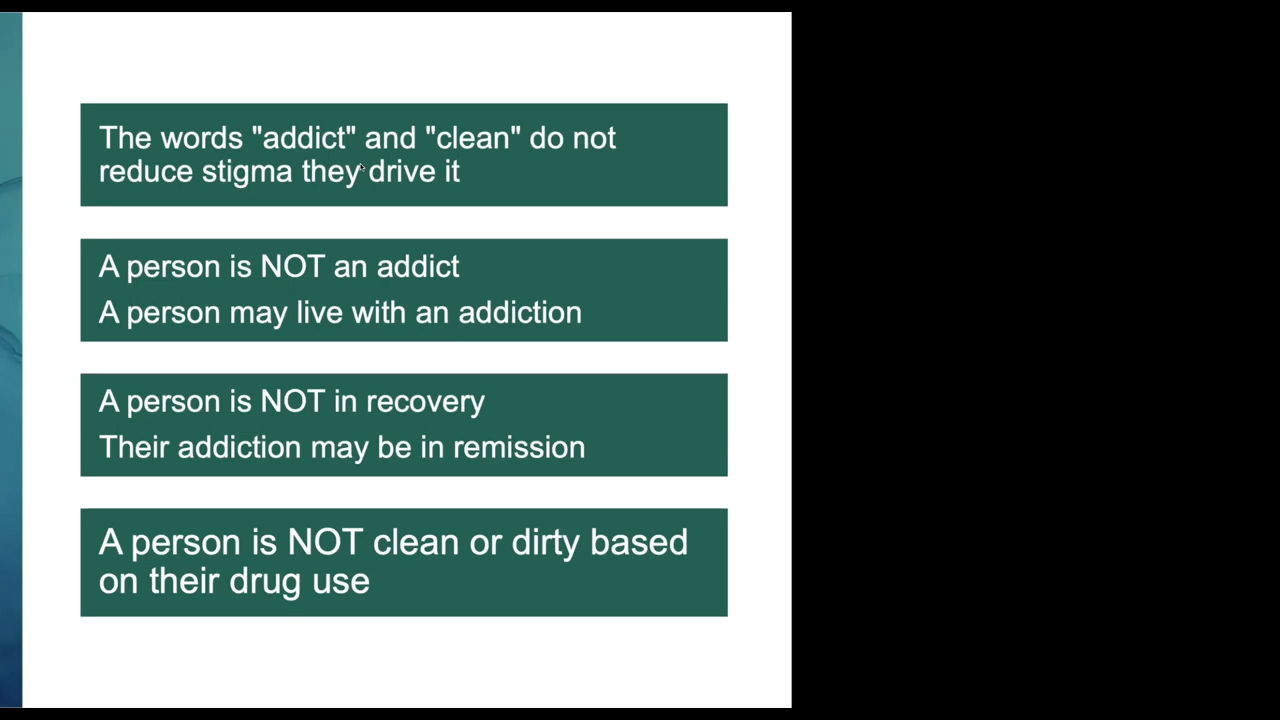 The words "addict" and "clean" do not
reduce stigma they drive it
A person is NOT an addict
A person may live with an addiction
A person is NOT in recovery
Their addiction may be in remission
A person is NOT clean or dirty based
on their drug use